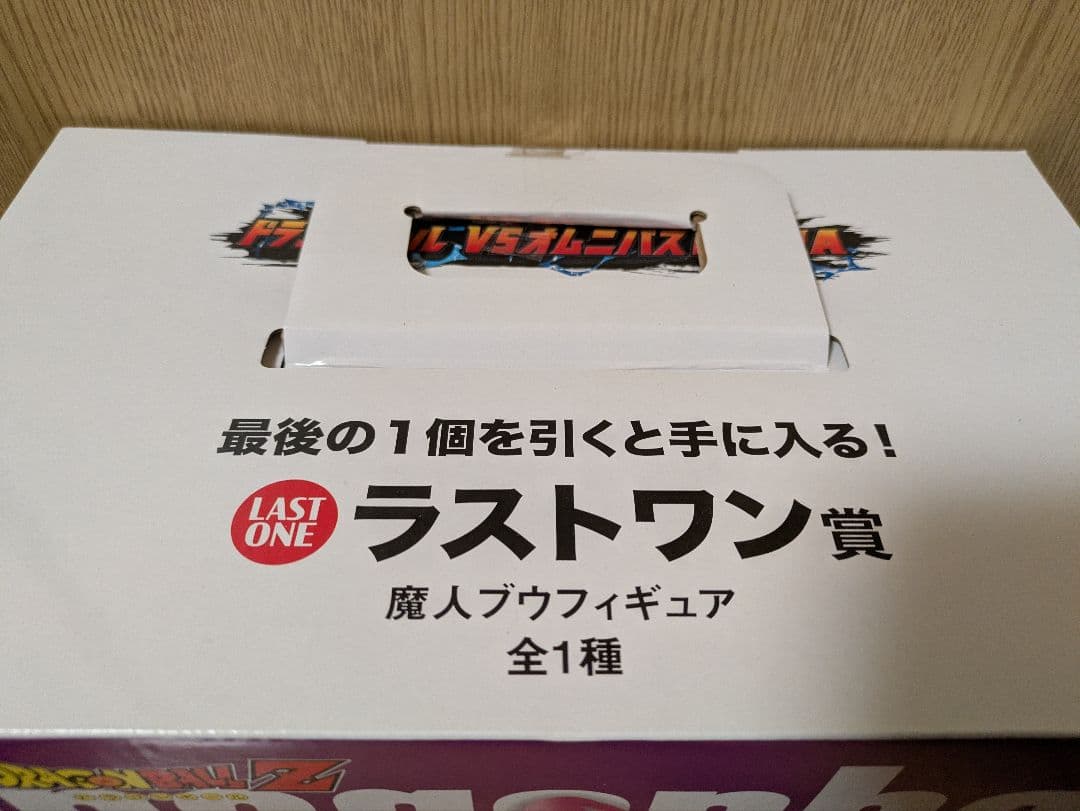 ドラ ル VSオムニバス A
最後の1個を引くと手に入る!
LAST
ONE
ラストワン賞
魔人ブウフィギュア
全1種